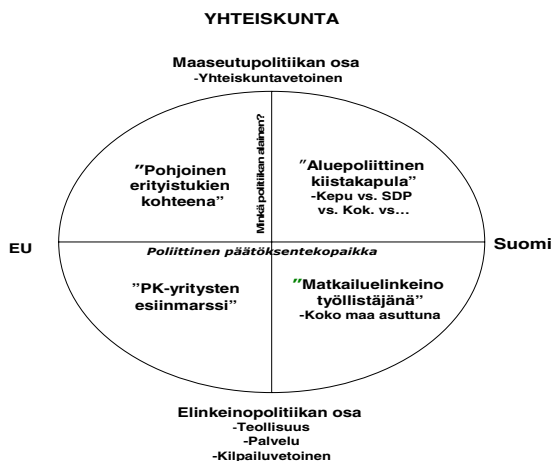 YHTEISKUNTA
Maaseutupolitiikan osa
-Yhteiskuntavetoinen
Minkä politiikan alainen?
”Pohjoinen
erityistukien
kohteena”
”Aluepoliittinen
kiistakapula”
-Kepu vs. SDP
vs. Kok. vs…
EU
Suomi
Poliittinen päätöksentekopaikka
”PK-yritysten
esiinmarssi”
”Matkailuelinkeino
työllistäjänä”
-Koko maa asuttuna
Elinkeinopolitiikan osa
-Teollisuus
-Palvelu
-Kilpailuvetoinen